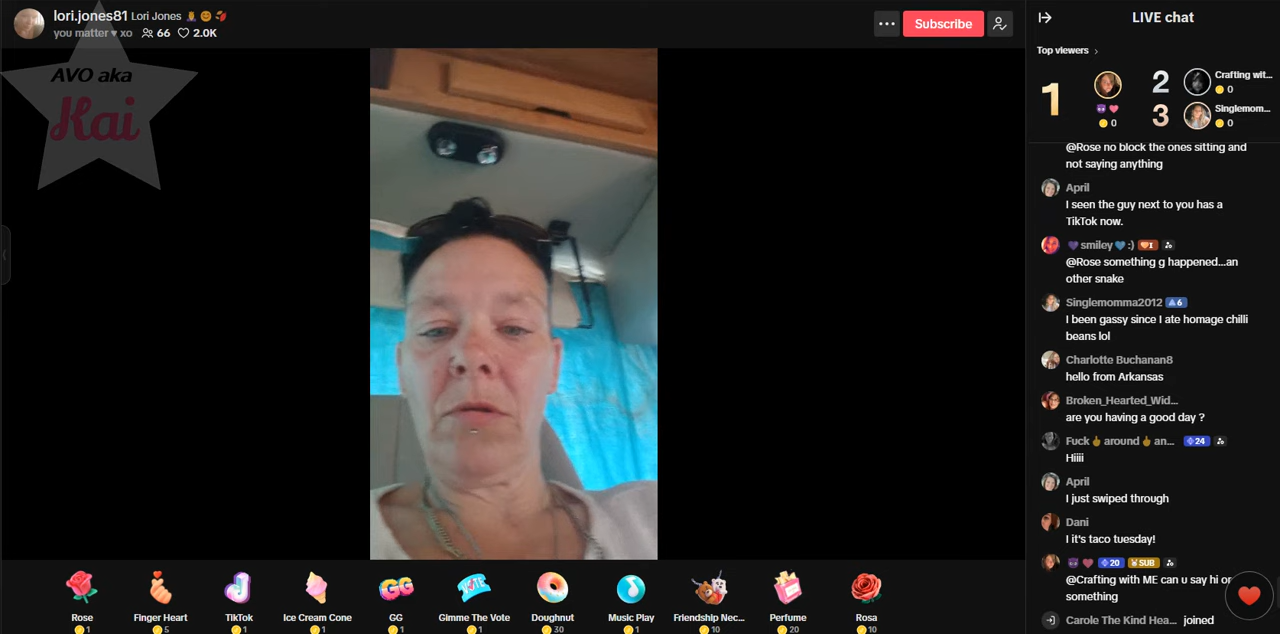 lori.jones81 Lori Jones
you matter ♥ xo 66 2.0K
Subscribe
AVO aka
Kai
LIVE chat
Top viewers >
1
0
2
Crafting wit...
0
3
Singlemom...
0
@Rose no block the ones sitting and
not saying anything
April
I seen the guy next to you has a
TikTok now.
💜smiley💙:) 1
@Rose something g happened...an
other snake
Singlemomma2012 6
I been gassy since I ate homage chilli
beans lol
Charlotte Buchanan8
hello from Arkansas
Broken_Hearted_Wid...
are you having a good day ?
Fuck🖕around🖕an... 24
Hiiii
April
I just swiped through
Dani
I it's taco tuesday!
😈♥ 20 SUB
@Crafting with ME can u say hi or
something
Carole The Kind Hea... joined
GG
VOTE
Rose
Finger Heart
TikTok
Ice Cream Cone
GG
Gimme The Vote
Doughnut
Music Play
Friendship Nec...
Perfume
Rosa
1
5
1
1
1
1
30
1
10
20
10